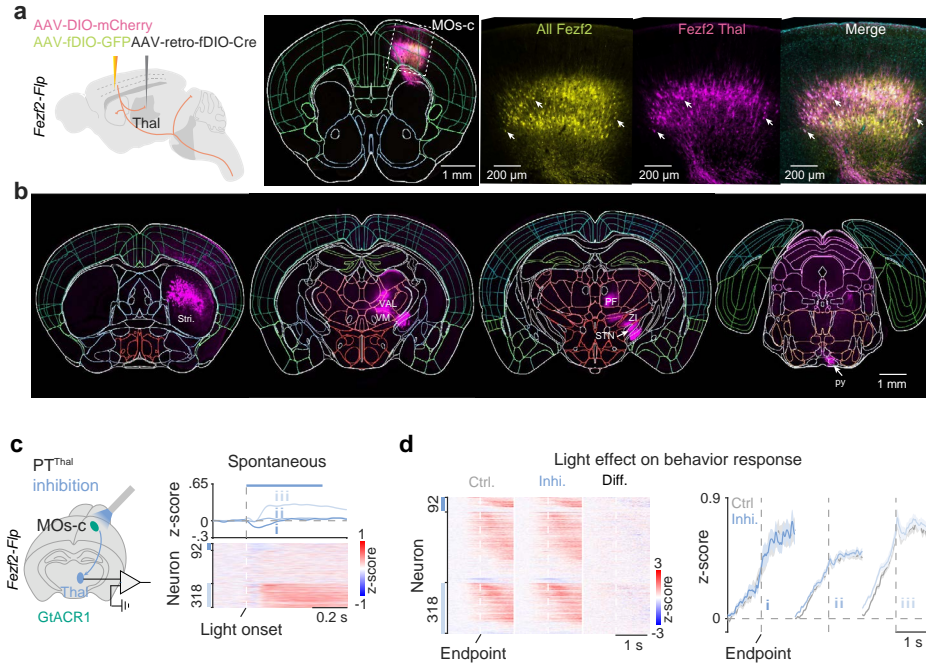 a
AAV-DIO-mCherry
AAV-fDIO-GFP AAV-retro-fDIO-Cre
Fezf2-Flp
Thal
MOs-c
1 mm
All Fezf2
200 µm
Fezf2 Thal
200 µm
Merge
200 µm
b
Stri.
VAL
VM
PF
ZI
STN
py
1 mm
c
PTThal
inhibition
MOs-c
Fezf2-Flp
Thal
GtACR1
Spontaneous
.65
0
-.3
z-score
iii
ii
i
Neuron
92
318
1
-1
z-score
0.2 s
Light onset
d
Light effect on behavior response
Ctrl.
Inhi.
Diff.
Neuron
92
318
3
-3
z-score
1 s
Endpoint
Ctrl
Inhi.
0.9
0
z-score
i
ii
iii
1 s
Endpoint